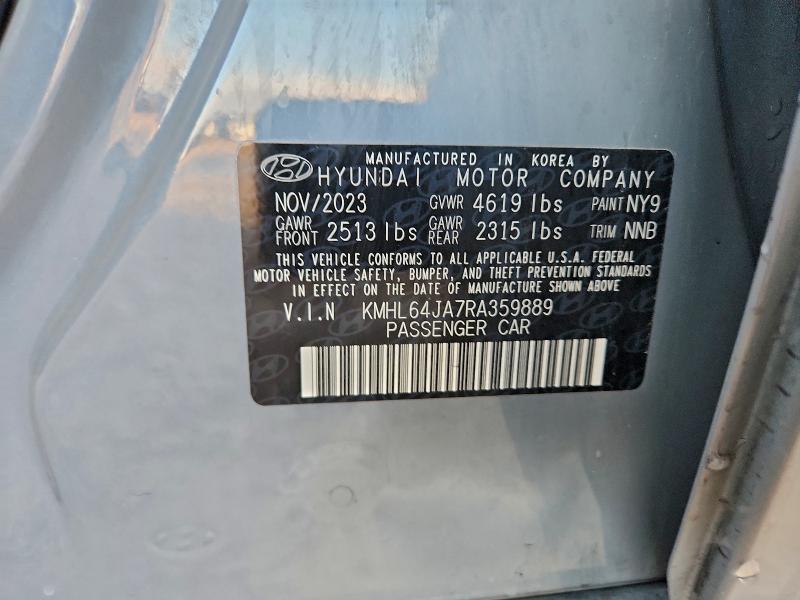 MANUFACTURED IN KOREA BY
HYUNDAI MOTOR COMPANY
NOV/2023 GVWR 4619 lbs PAINT NY9
GAWR FRONT 2513 lbs GAWR REAR 2315 lbs TRIM NNB
THIS VEHICLE CONFORMS TO ALL APPLICABLE U.S.A. FEDERAL
MOTOR VEHICLE SAFETY, BUMPER, AND THEFT PREVENTION STANDARDS
IN EFFECT ON THE DATE OF MANUFACTURE SHOWN ABOVE
V.I.N KMHL64JA7RA359889
PASSENGER CAR